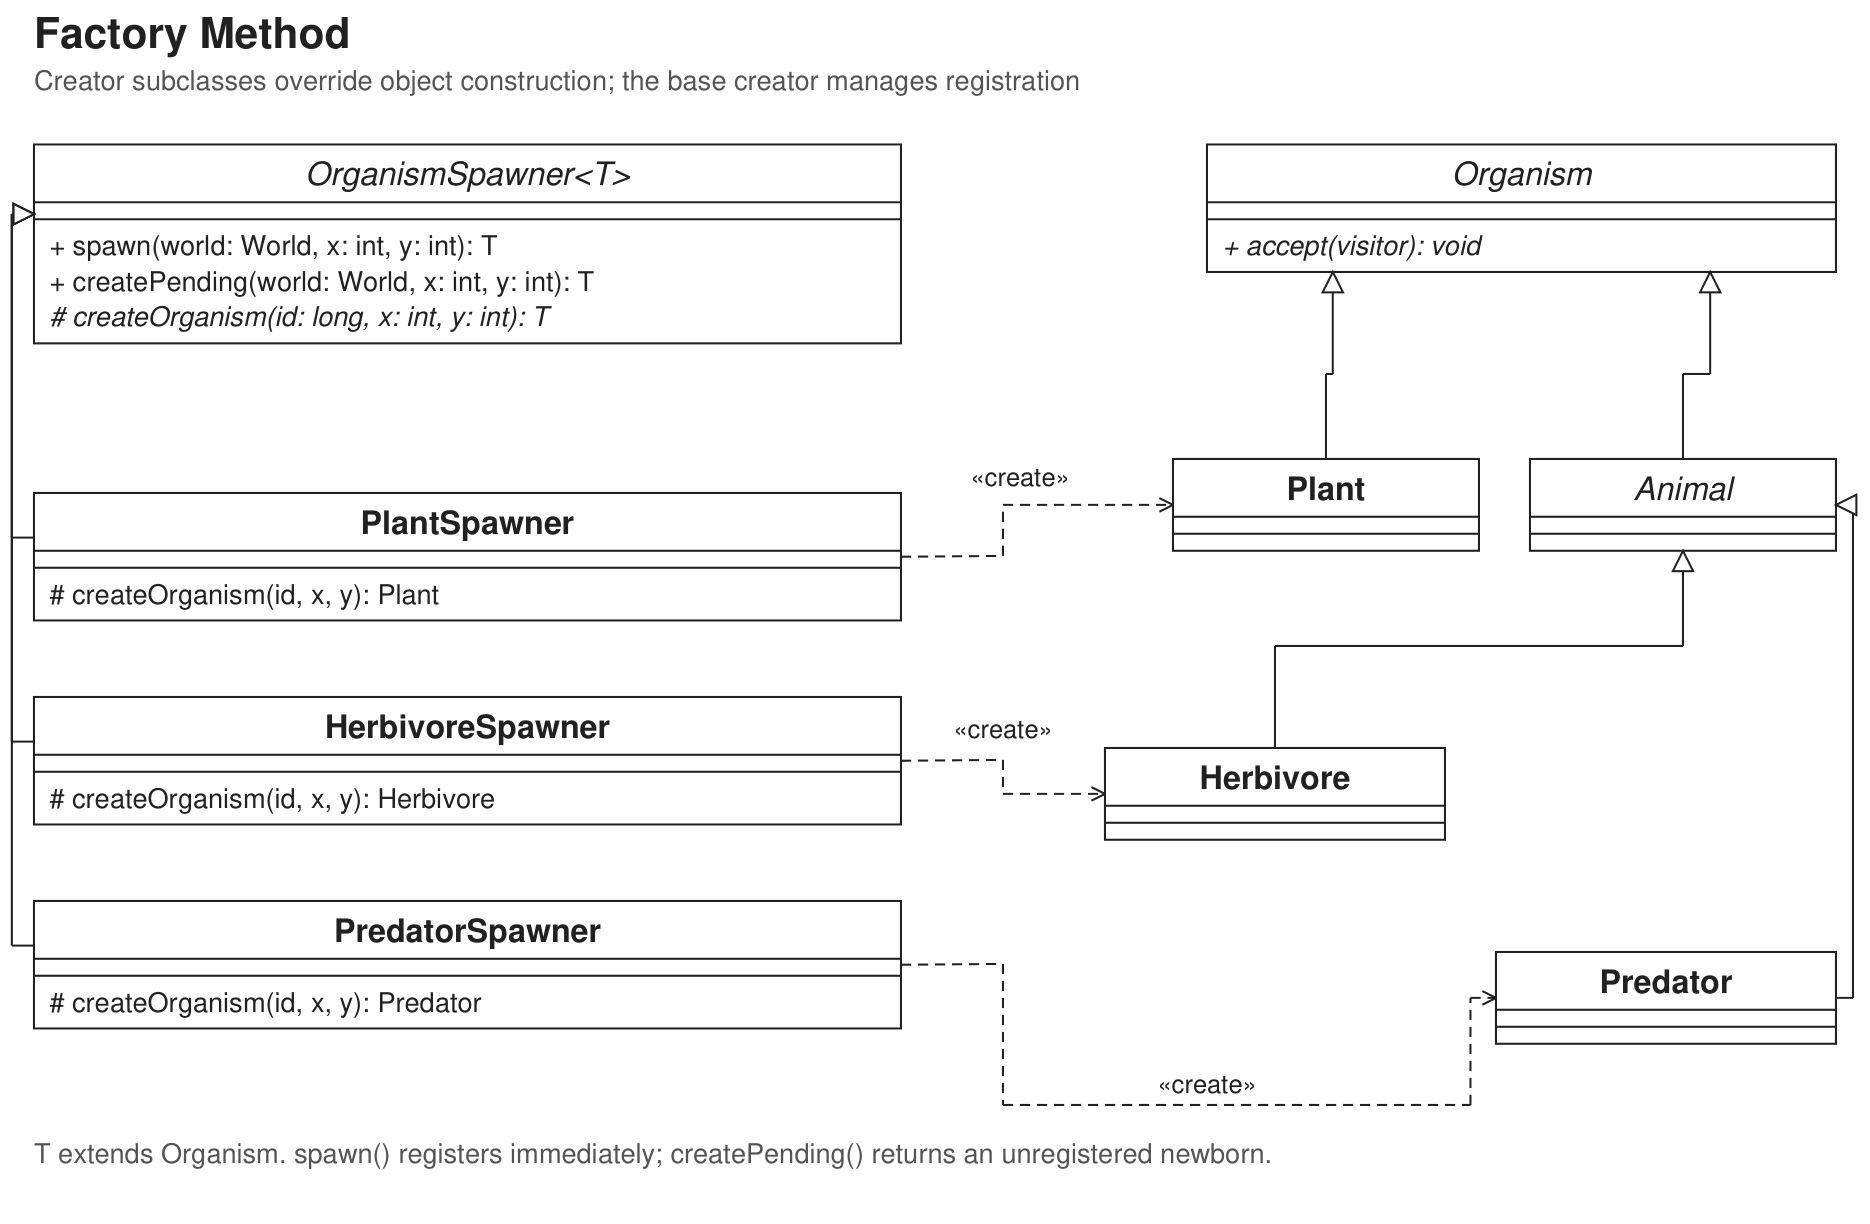 Factory Method
Creator subclasses override object construction; the base creator manages registration
OrganismSpawner<T>
+ spawn(world: World, x: int, y: int): T
+ createPending(world: World, x: int, y: int): T
# createOrganism(id: long, x: int, y: int): T
Organism
+ accept(visitor): void
PlantSpawner
# createOrganism(id, x, y): Plant
«create»
Plant
Animal
HerbivoreSpawner
# createOrganism(id, x, y): Herbivore
«create»
Herbivore
PredatorSpawner
# createOrganism(id, x, y): Predator
«create»
Predator
T extends Organism. spawn() registers immediately; createPending() returns an unregistered newborn.